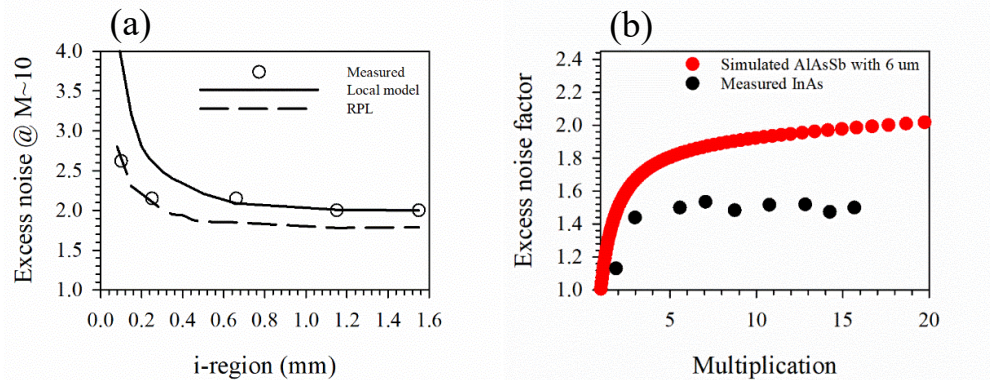 (a)
4.0
3.5
3.0
2.5
2.0
1.5
1.0
Excess noise @ M~10
Measured
Local model
RPL
0.0 0.2 0.4 0.6 0.8 1.0 1.2 1.4 1.6
i-region (mm)
(b)
2.4
2.2
2.0
1.8
1.6
1.4
1.2
1.0
Excess noise factor
Simulated AlAsSb with 6 um
Measured InAs
5 10 15 20
Multiplication